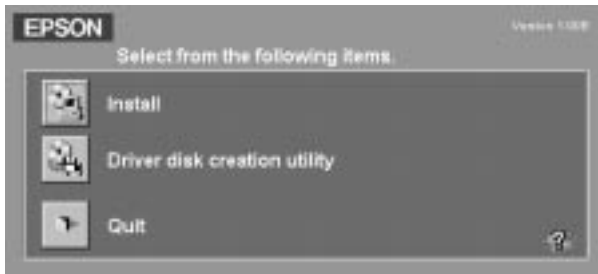 EPSON
Select from the following items.
Install
Driver disk creation utility
Quit
?